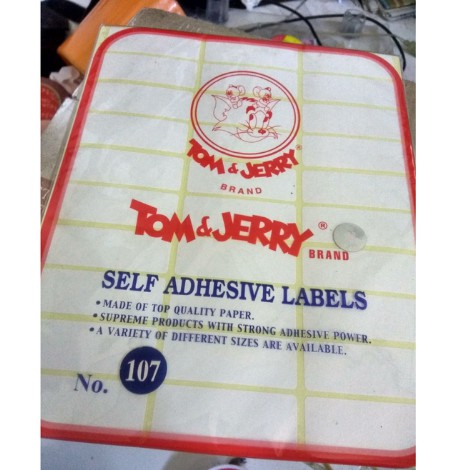 TOM & JERRY®
BRAND
TOM & JERRY®
BRAND
SELF ADHESIVE LABELS
• MADE OF TOP QUALITY PAPER.
• SUPREME PRODUCTS WITH STRONG ADHESIVE POWER.
• A VARIETY OF DIFFERENT SIZES ARE AVAILABLE.
No. 107